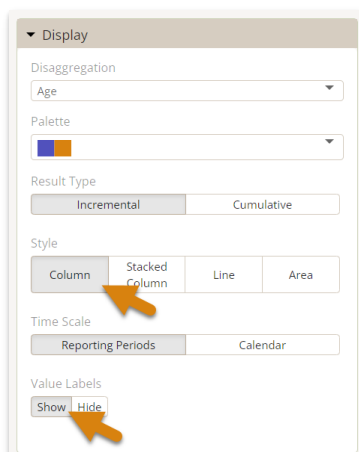 Display
Disaggregation
Age
Palette
Result Type
Incremental Cumulative
Style
Column Stacked Column Line Area
Time Scale
Reporting Periods Calendar
Value Labels
Show Hide